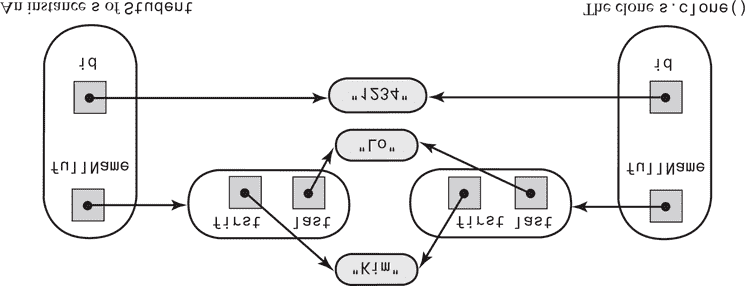 An instance s of Student
The clone s.clone()
id
id
"1234"
"Lo"
fullName
fullName
first last
first last
"Kim"